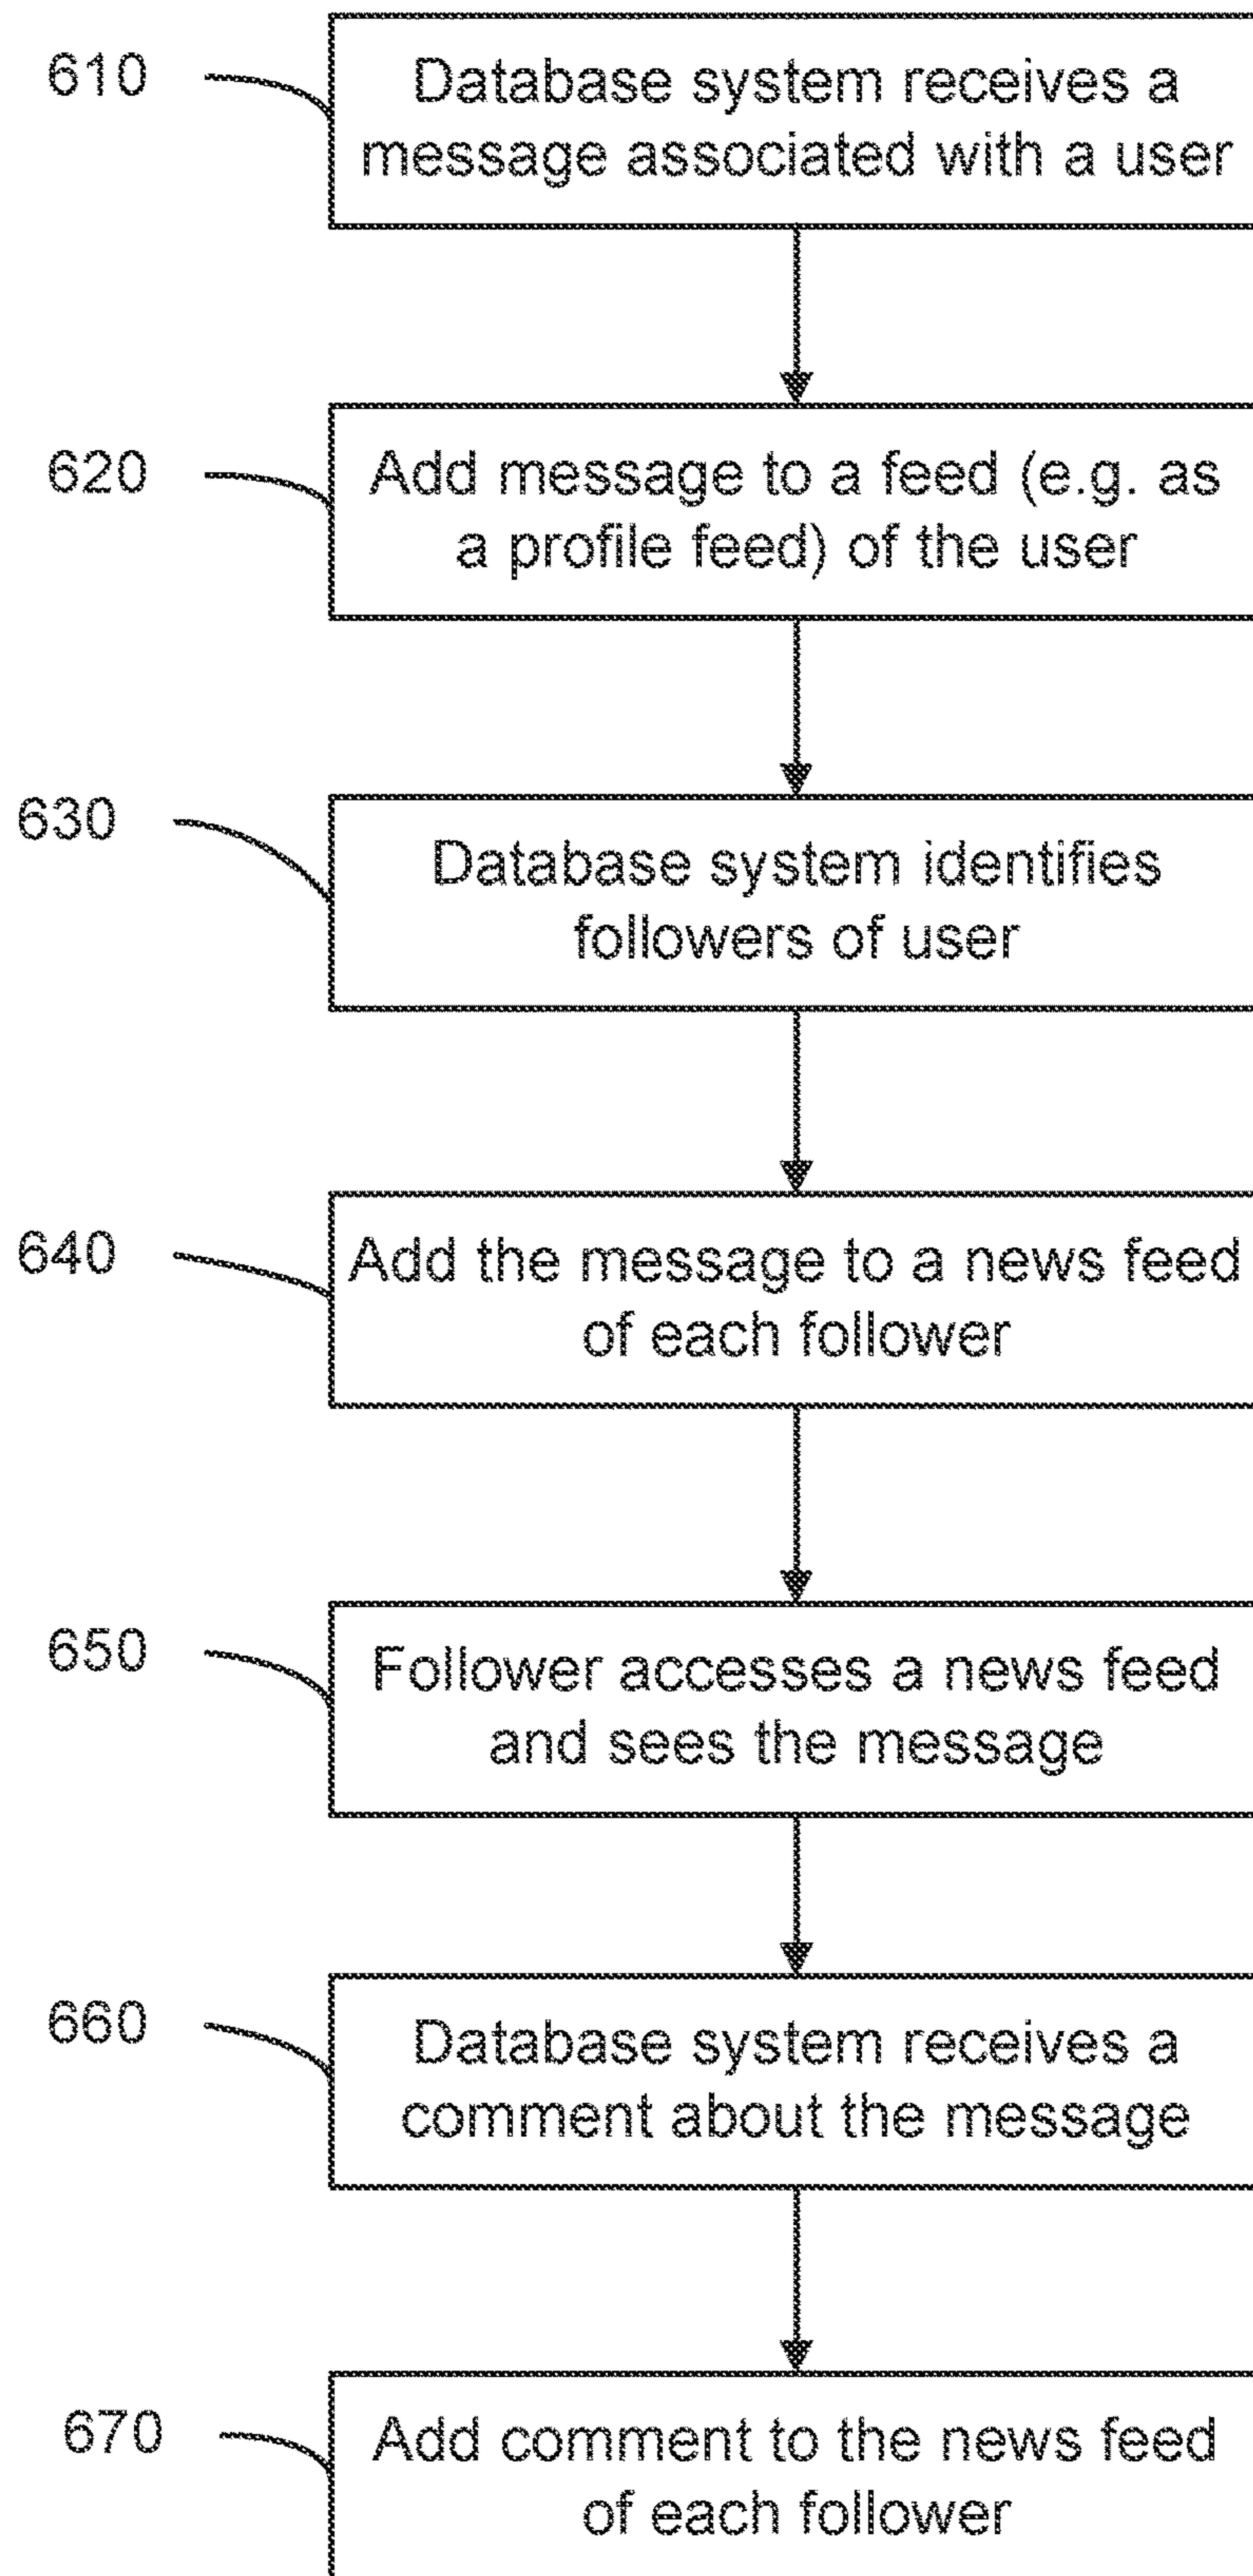 610
Database system receives a
message associated with a user
620
Add message to a feed (e.g. as
a profile feed) of the user
630
Database system identifies
followers of user
640
Add the message to a news feed
of each follower
650
Follower accesses a news feed
and sees the message
660
Database system receives a
comment about the message
670
Add comment to the news feed
of each follower